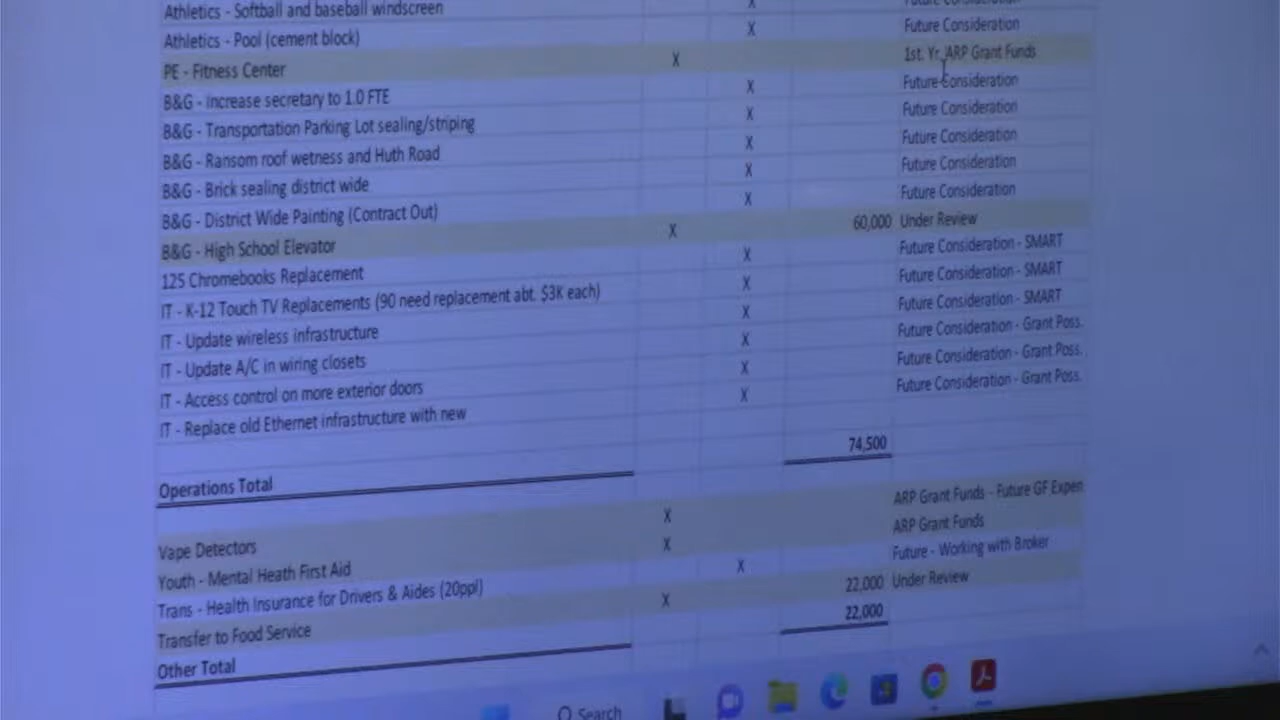 Athletics - Softball and baseball windscreen X
Athletics - Pool (cement block) X Future Consideration
PE - Fitness Center X 1st. Yr. ARP Grant Funds
B&G - Increase secretary to 1.0 FTE X Future Consideration
B&G - Transportation Parking Lot sealing/striping X Future Consideration
B&G - Ransom roof wetness and Huth Road X Future Consideration
B&G - Brick sealing district wide X Future Consideration
B&G - District Wide Painting (Contract Out) X Future Consideration
B&G - High School Elevator X 60,000 Under Review
125 Chromebooks Replacement X Future Consideration - SMART
IT - K-12 Touch TV Replacements (90 need replacement abt. $3K each) X Future Consideration - SMART
IT - Update wireless infrastructure X Future Consideration - SMART
IT - Update A/C in wiring closets X Future Consideration - Grant Poss.
IT - Access control on more exterior doors X Future Consideration - Grant Poss.
IT - Replace old Ethernet infrastructure with new X Future Consideration - Grant Poss.
Operations Total 74,500
Vape Detectors X ARP Grant Funds - Future GF Expen
Youth - Mental Heath First Aid X ARP Grant Funds
Trans - Health Insurance for Drivers & Aides (20ppl) X Future - Working with Broker
Transfer to Food Service X 22,000 Under Review
Other Total 22,000
Search